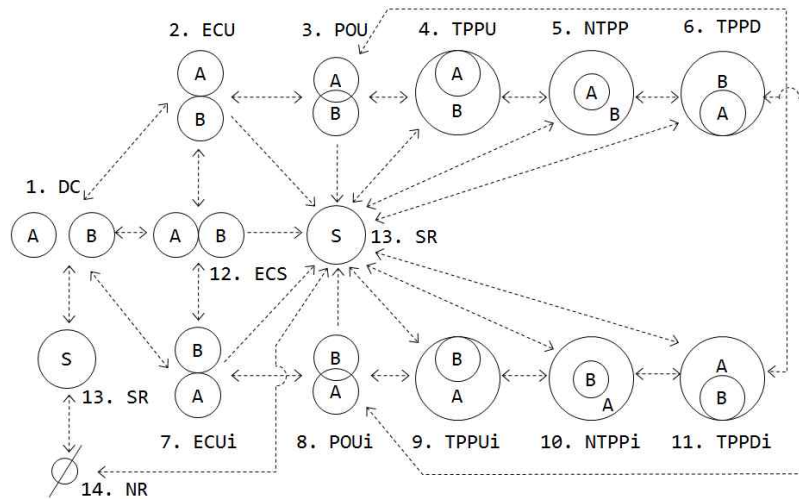 2. ECU 3. POU 4. TPPU 5. NTPP 6. TPPD
A A A A B
B B B B A
1. DC
A B A B S 13. SR
12. ECS
S B B B B A
13. SR A A A A B
7. ECUi 8. POUi 9. TPPUi 10. NTPPi 11. TPPDi
14. NR